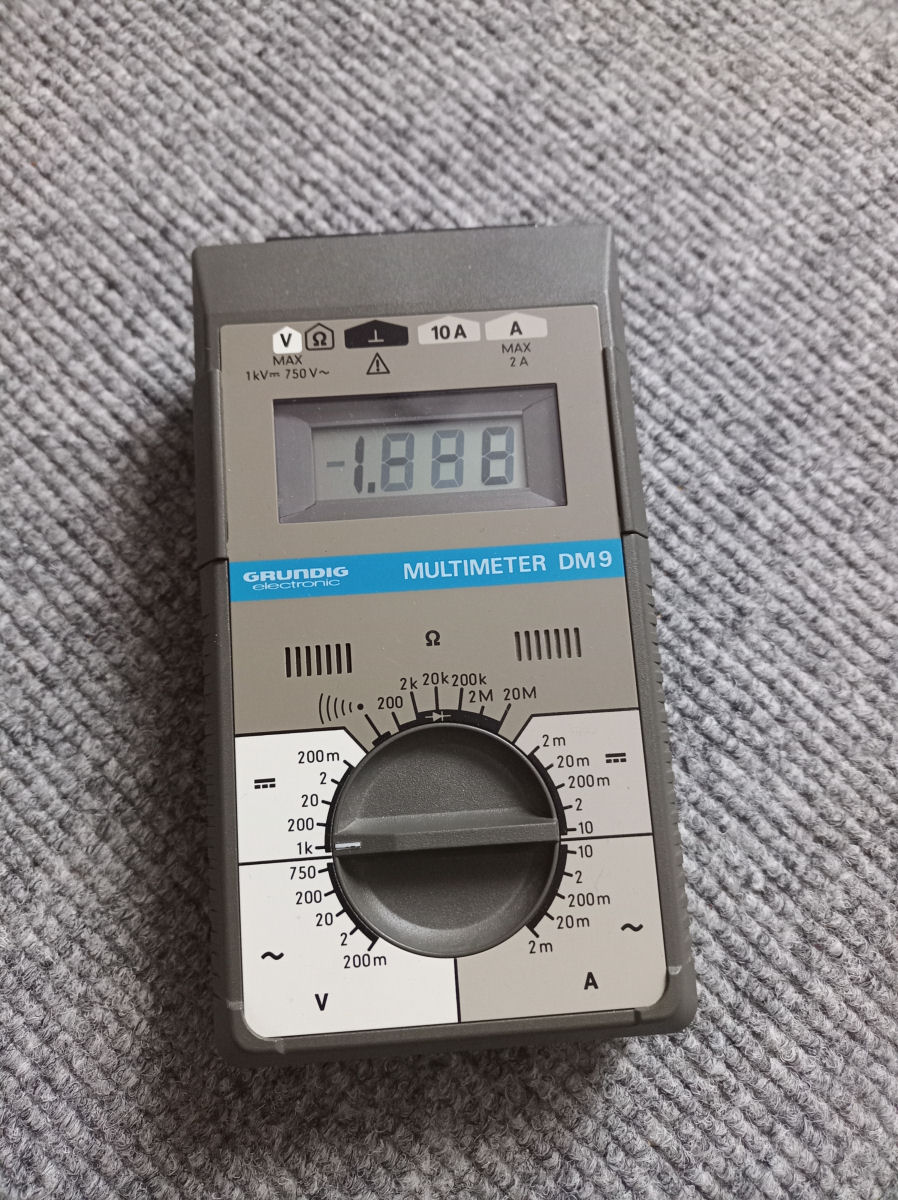 V Ω ⊥ 10 A A
MAX
1kV⎓ 750 V~
⚠
MAX
2 A
-1.888
GRUNDIG
electronic
MULTIMETER DM9
Ω
200 2k 20k 200k 2M 20M
⎓
200m
2
20
200
1k
2m
20m
200m
2
10
⎓
750
200
20
2
200m
~
V
10
2
200m
20m
2m
~
A